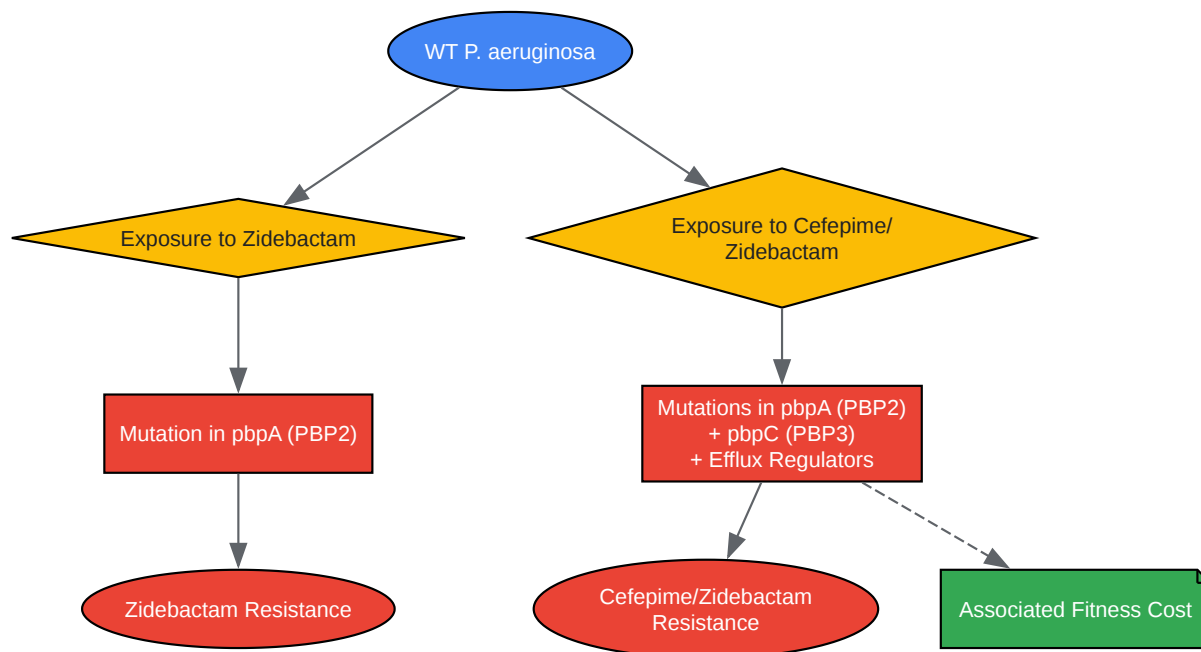 WT P. aeruginosa
Exposure to Zidebactam
Exposure to Cefepime/
Zidebactam
Mutation in pbpA (PBP2)
Mutations in pbpA (PBP2)
+ pbpC (PBP3)
+ Efflux Regulators
Zidebactam Resistance
Cefepime/Zidebactam
Resistance
Associated Fitness Cost